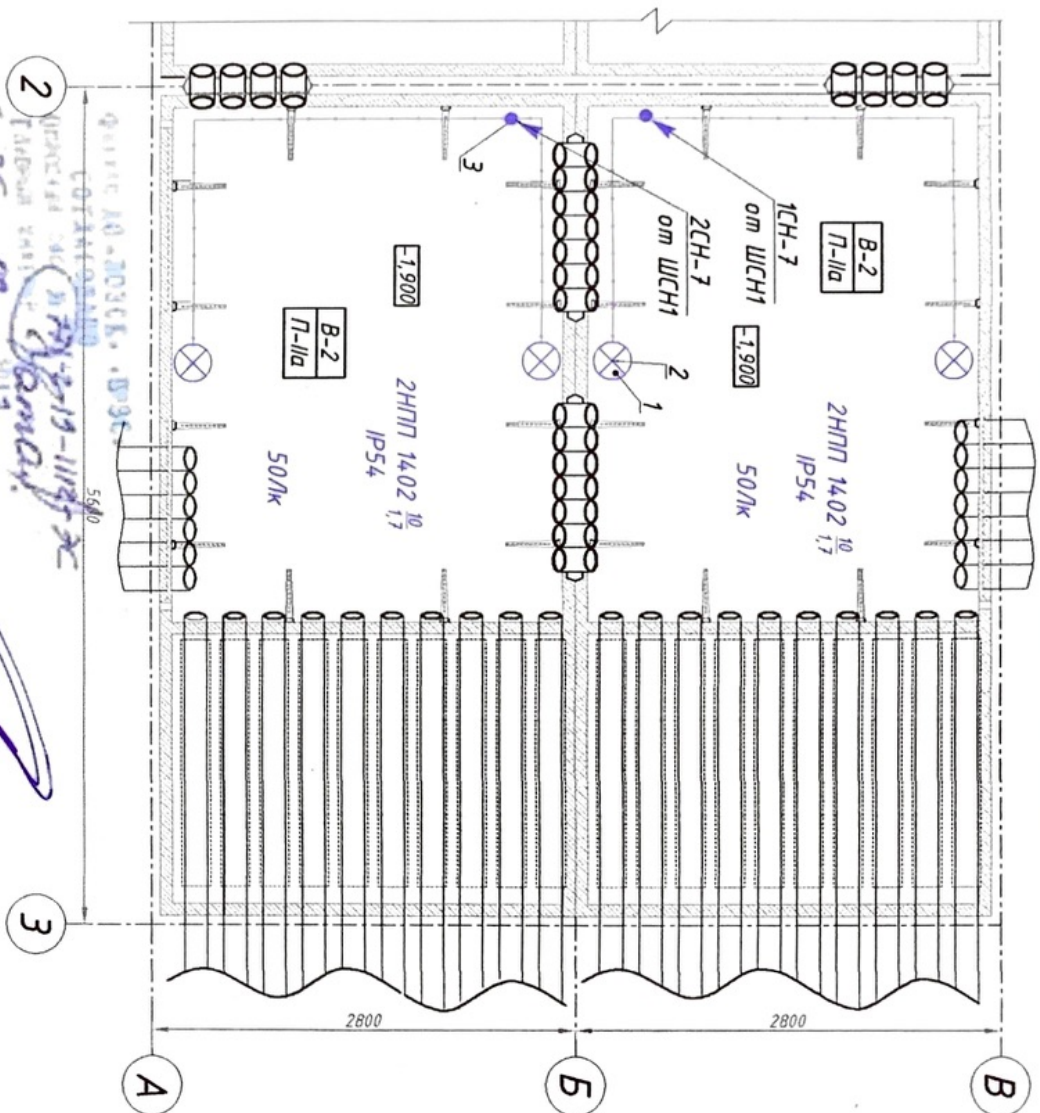 2
3
А
Б
В
5600
2800
2800
1СН-7
от ШСН1
2СН-7
от ШСН1
3
2
1
В-2
П-IIа
-1,900
2НПП 1402 10
1,7
IP54
50Лк
В-2
П-IIа
-1,900
2НПП 1402 10
1,7
IP54
50Лк
СОГЛАСОВАНО